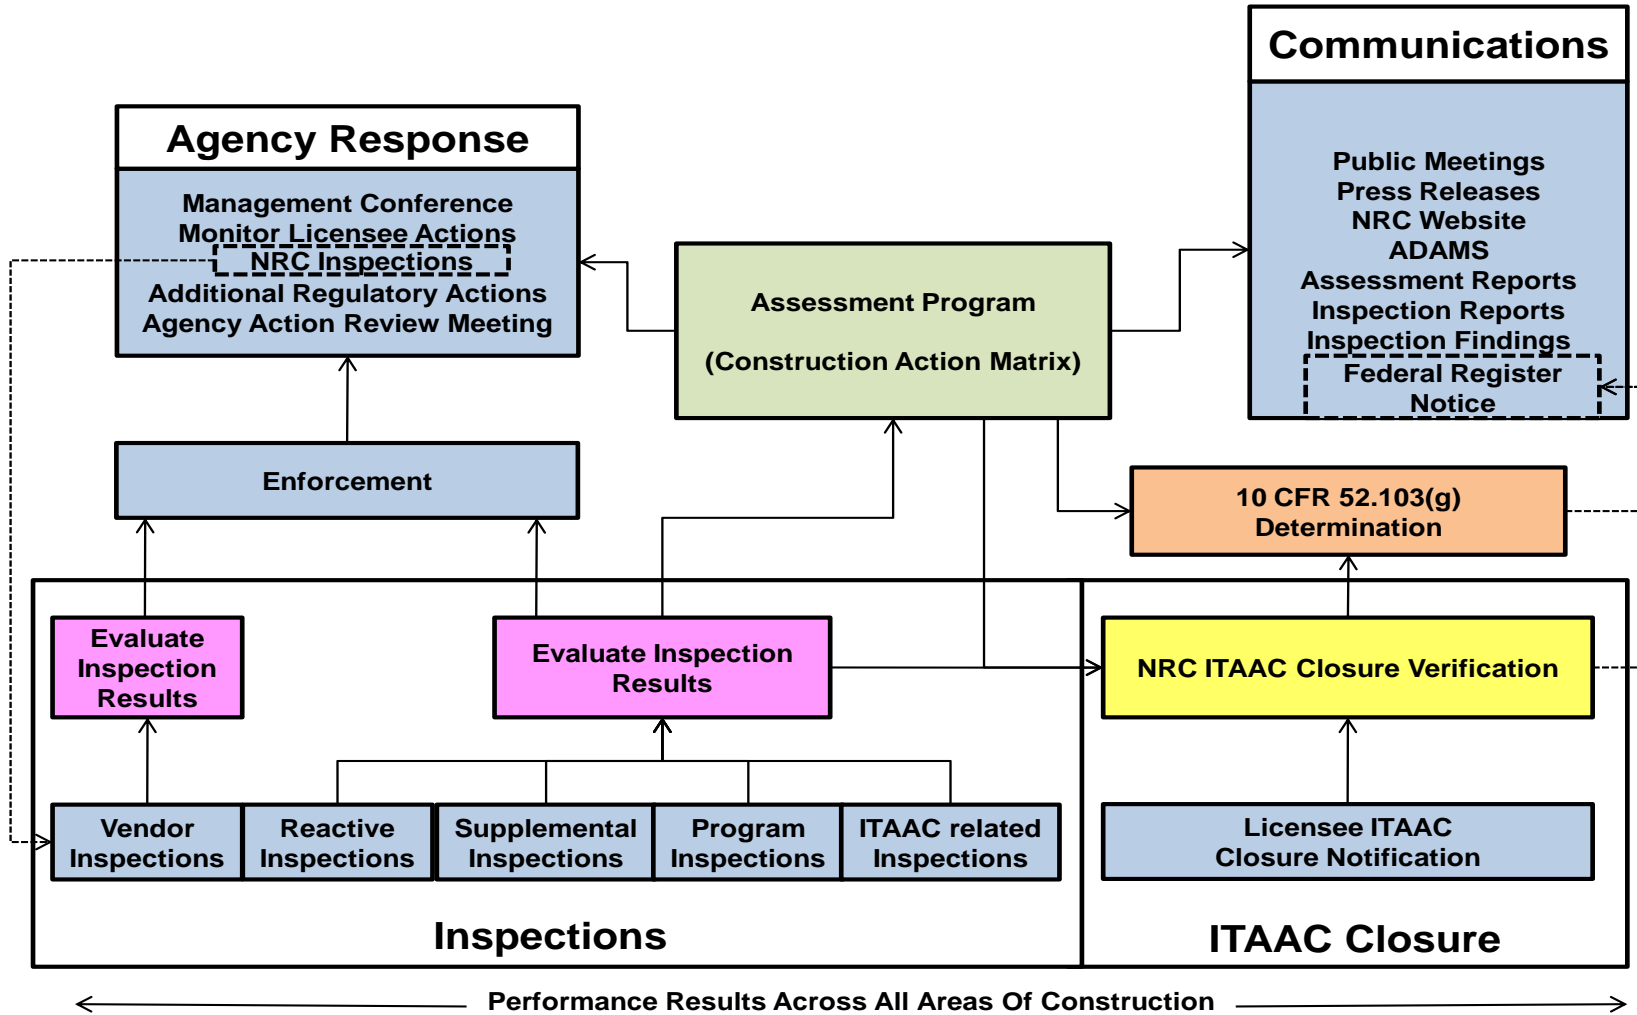 Communications
Public Meetings
Press Releases
NRC Website
ADAMS
Assessment Reports
Inspection Reports
Inspection Findings
Federal Register
Notice
Agency Response
Management Conference
Monitor Licensee Actions
NRC Inspections
Additional Regulatory Actions
Agency Action Review Meeting
Assessment Program
(Construction Action Matrix)
Enforcement
10 CFR 52.103(g)
Determination
Evaluate
Inspection
Results
Evaluate Inspection
Results
NRC ITAAC Closure Verification
Vendor
Inspections
Reactive
Inspections
Supplemental
Inspections
Program
Inspections
ITAAC related
Inspections
Licensee ITAAC
Closure Notification
Inspections
ITAAC Closure
Performance Results Across All Areas Of Construction